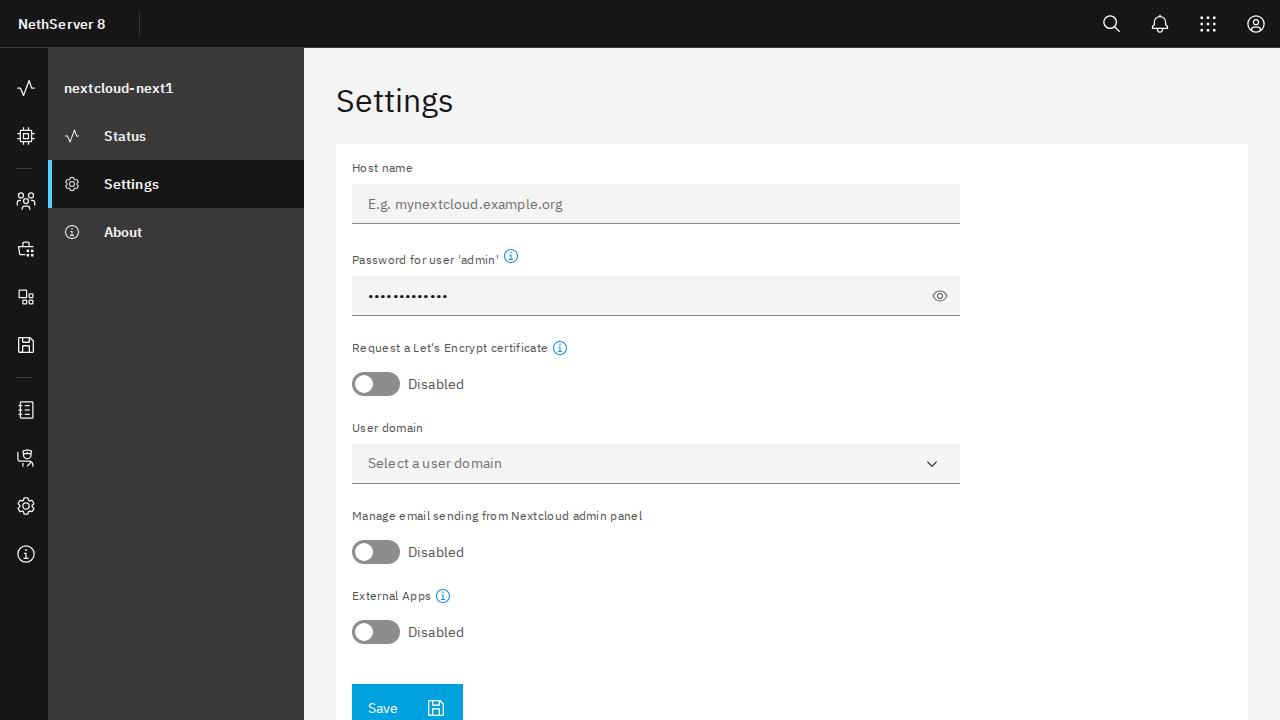 NethServer 8
nextcloud-next1
Status
Settings
About
Settings
Host name
E.g. mynextcloud.example.org
Password for user 'admin'
•••••••••••••
Request a Let's Encrypt certificate
Disabled
User domain
Select a user domain
Manage email sending from Nextcloud admin panel
Disabled
External Apps
Disabled
Save